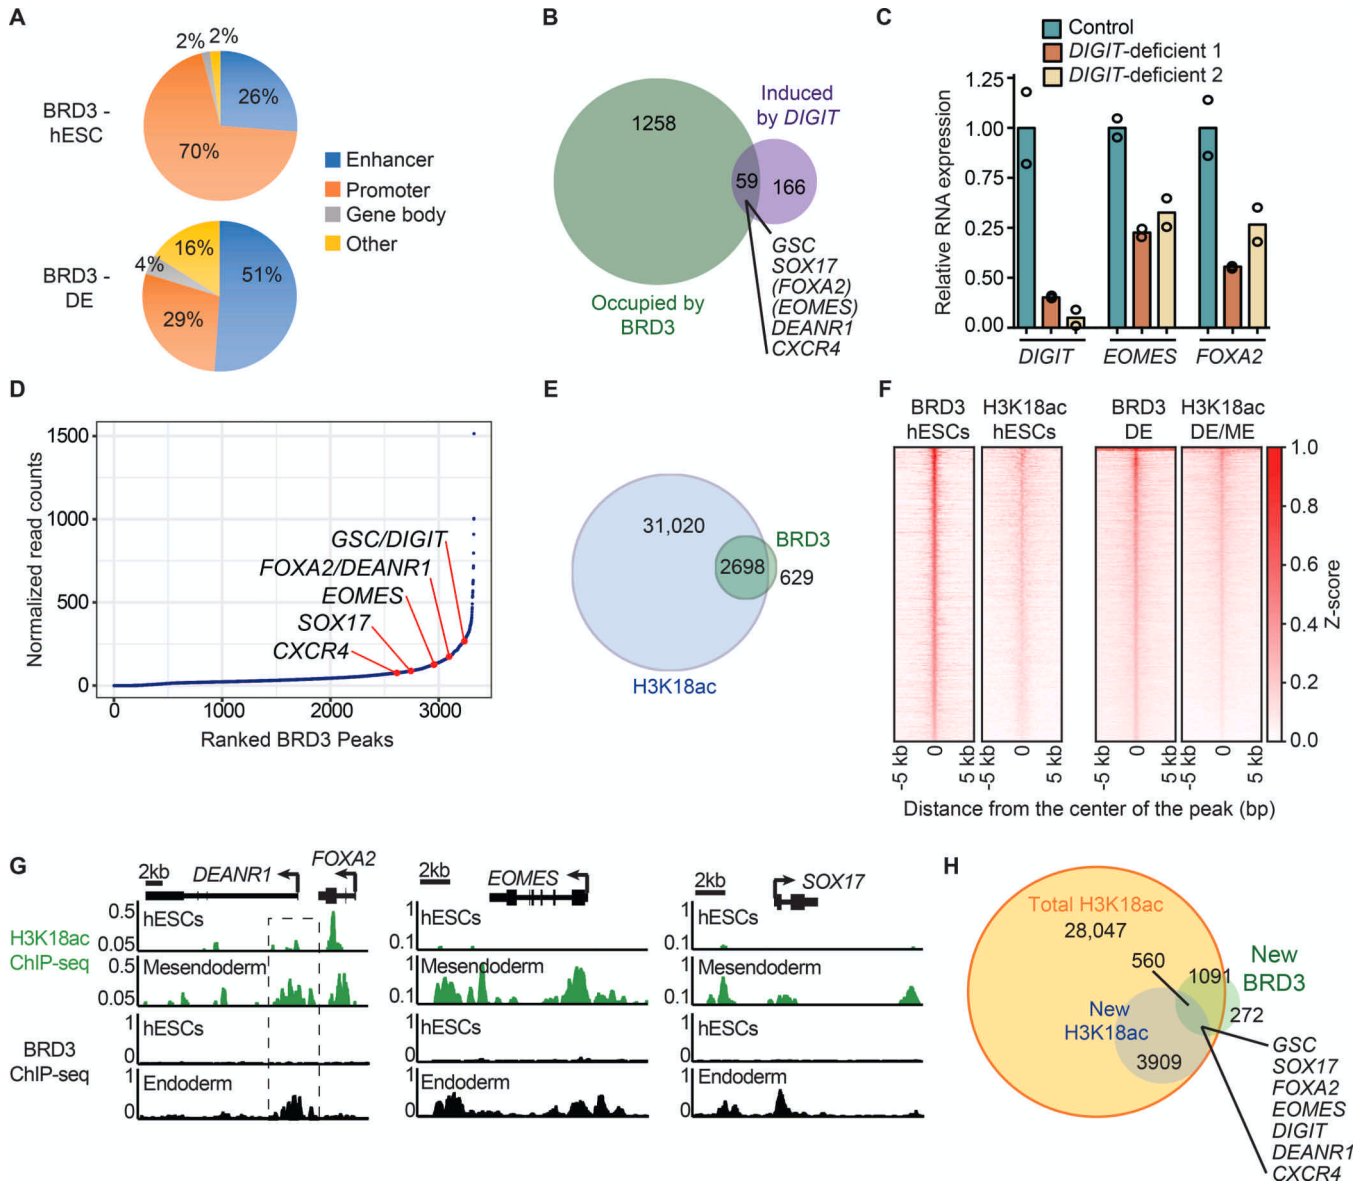 A
2%
2%
BRD3 -
hESC
26%
70%
Enhancer
Promoter
Gene body
Other
BRD3 -
DE
16%
4%
51%
29%
B
1258
Induced
by DIGIT
59
166
GSC
SOX17
(FOXA2)
(EOMES)
DEANR1
CXCR4
Occupied by
BRD3
C
Control
DIGIT-deficient 1
DIGIT-deficient 2
Relative RNA expression
1.25
1.00
0.75
0.25
0.50
0.00
DIGIT
EOMES
FOXA2
D
Normalized read counts
1500
1000
500
0
GSC/DIGIT
FOXA2/DEANR1
EOMES
SOX17
CXCR4
0
1000
2000
3000
Ranked BRD3 Peaks
E
31,020
BRD3
2698
629
H3K18ac
F
BRD3
hESCs
H3K18ac
hESCs
BRD3
DE
H3K18ac
DE/ME
1.0
0.8
0.6
0.4
0.2
0.0
Z-score
-5 kb
0
5 kb
-5 kb
0
5 kb
-5 kb
0
5 kb
-5 kb
0
5 kb
Distance from the center of the peak (bp)
G
2kb
DEANR1
FOXA2
2kb
EOMES
2kb
SOX17
H3K18ac
ChIP-seq
0.5
0.05
hESCs
1
0.1
hESCs
1
0.1
hESCs
0.5
0.05
Mesendoderm
1
0.1
Mesendoderm
1
0.1
Mesendoderm
BRD3
ChIP-seq
1
0
hESCs
1
0
hESCs
1
0
hESCs
1
0
Endoderm
1
0
Endoderm
1
0
Endoderm
H
Total H3K18ac
28,047
560
1091
New
BRD3
272
New
H3K18ac
3909
GSC
SOX17
FOXA2
EOMES
DIGIT
DEANR1
CXCR4